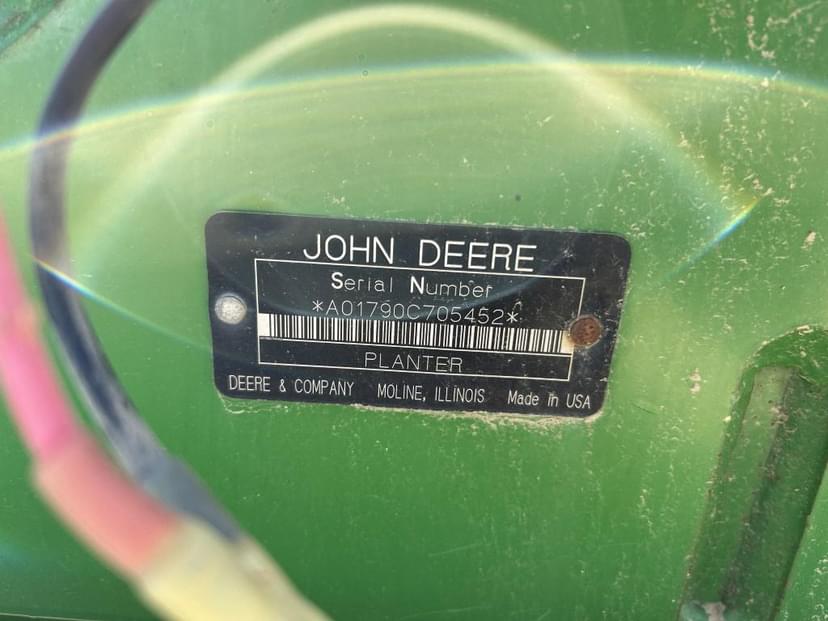 JOHN DEERE
Serial Number
*A01790C705452*
PLANTER
DEERE & COMPANY MOLINE, ILLINOIS Made in USA